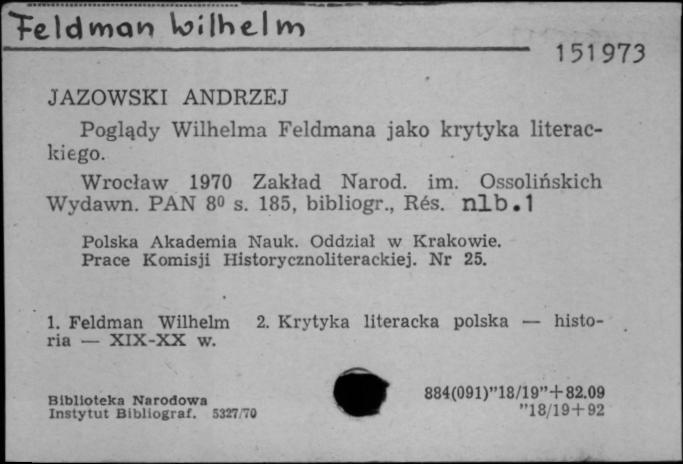 Feldman Wilhelm
151973
JAZOWSKI ANDRZEJ
Poglądy Wilhelma Feldmana jako krytyka literac-
kiego.
Wrocław 1970 Zakład Narod. im. Ossolińskich
Wydawn. PAN 8⁰ s. 185, bibliogr., Rés. nlb.1
Polska Akademia Nauk. Oddział w Krakowie.
Prace Komisji Historycznoliterackiej. Nr 25.
1. Feldman Wilhelm 2. Krytyka literacka polska — histo-
ria — XIX-XX w.
884(091)"18/19"+82.09
"18/19+92
Biblioteka Narodowa
Instytut Bibliograf. 5327/70